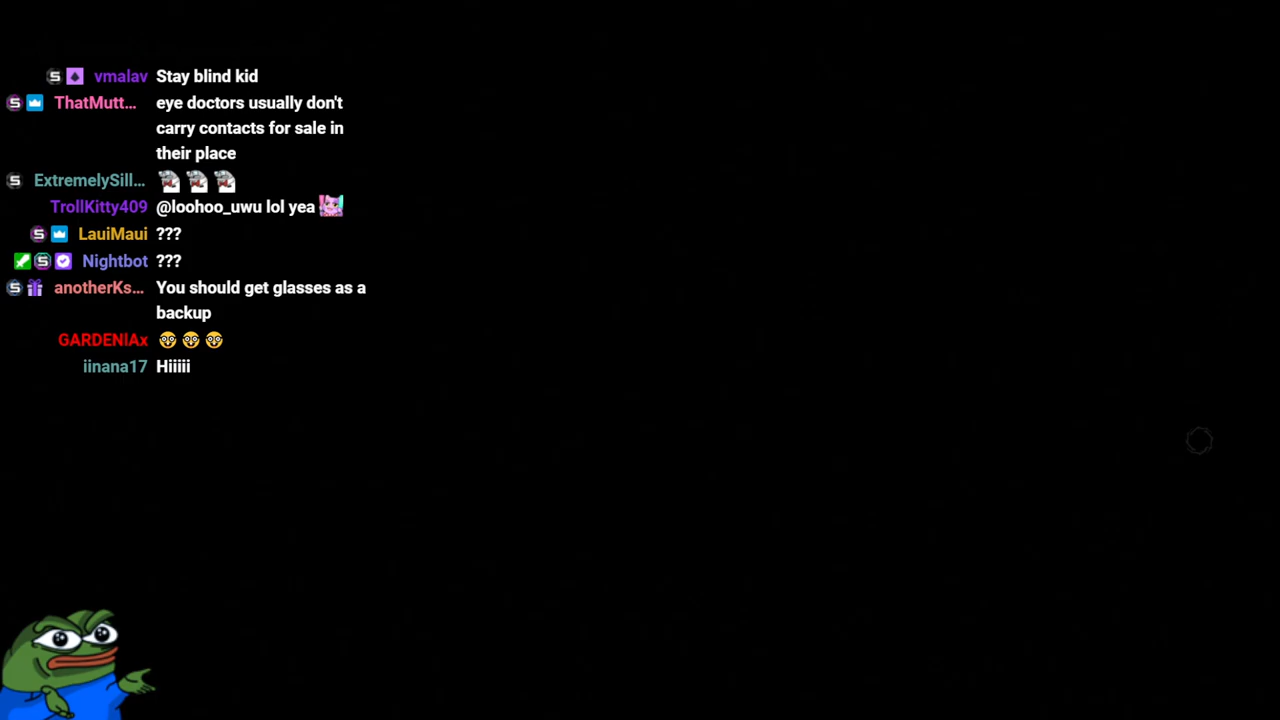 vmalav Stay blind kid
ThatMutt... eye doctors usually don't
carry contacts for sale in
their place
ExtremelySill...
TrollKitty409 @loohoo_uwu lol yea
LauiMaui ???
Nightbot ???
anotherKs... You should get glasses as a
backup
GARDENIAx
iinana17 Hiiiii